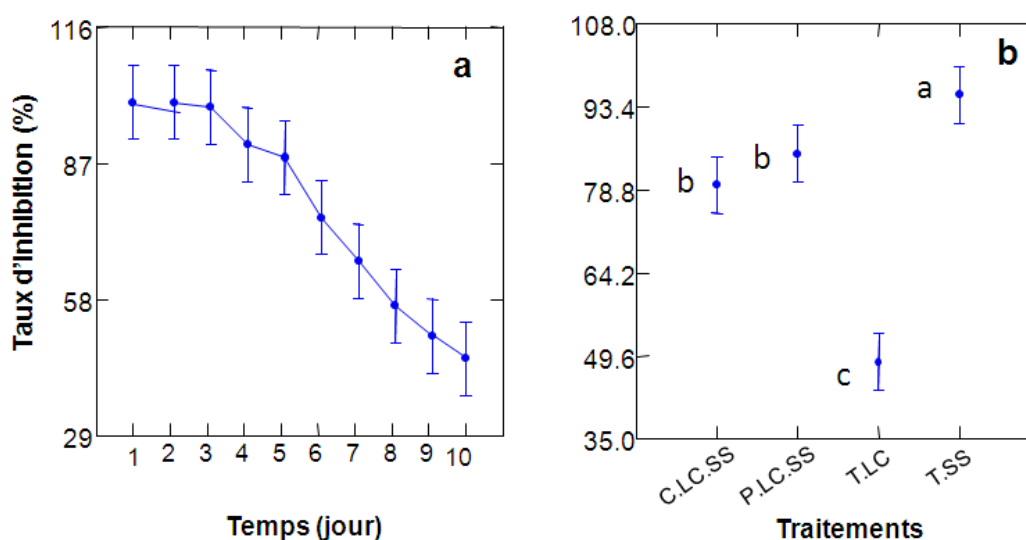 a
Taux d'inhibition (%)
116
87
58
29
1 2 3 4 5 6 7 8 9 10
Temps (jour)
b
108.0
93.4
78.8
64.2
49.6
35.0
b
b
c
a
C.LC.SS
P.LC.SS
T.LC
T.SS
Traitements